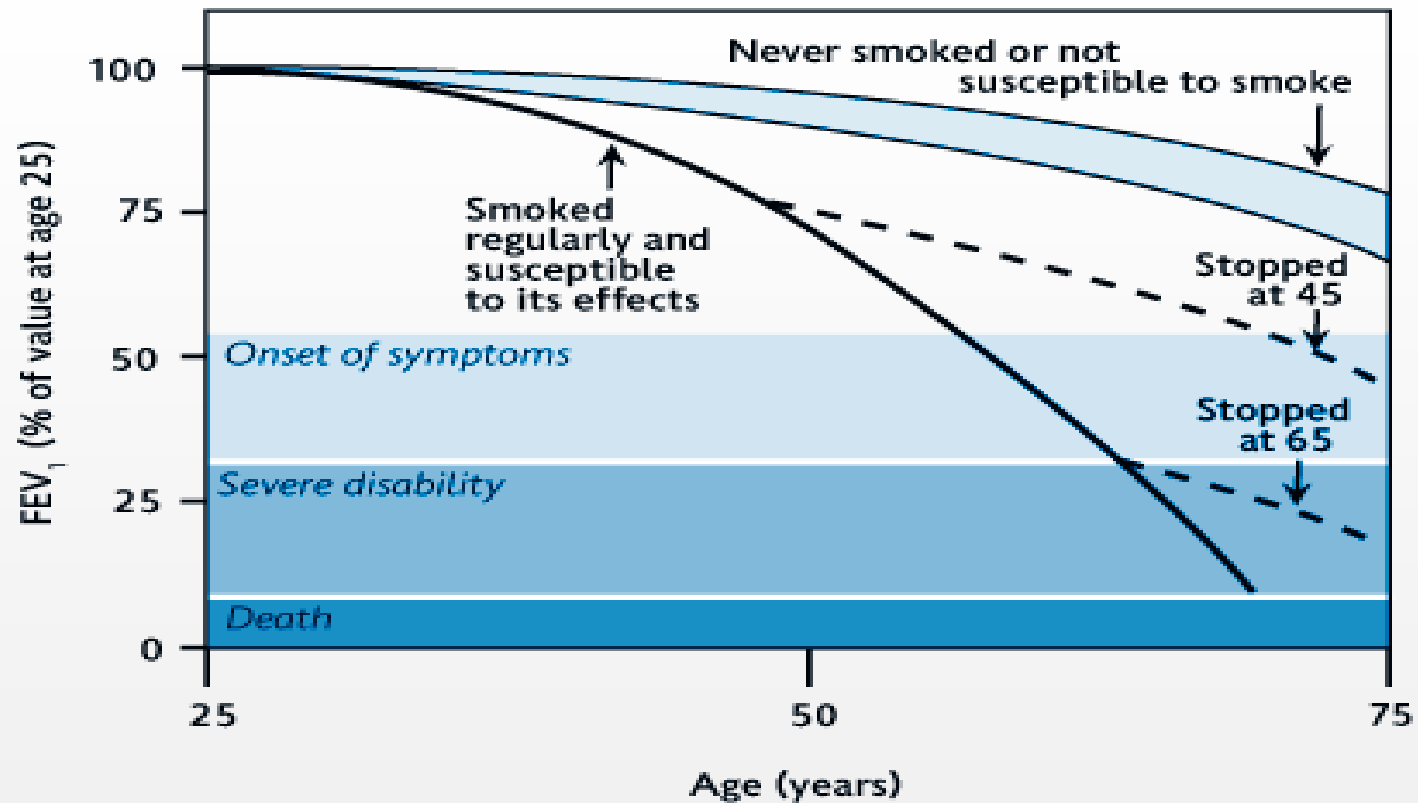 100
75
50
25
0
FEV₁ (% of value at age 25)
Never smoked or not
susceptible to smoke
Smoked
regularly and
susceptible
to its effects
Stopped
at 45
Onset of symptoms
Stopped
at 65
Severe disability
Death
25
50
75
Age (years)